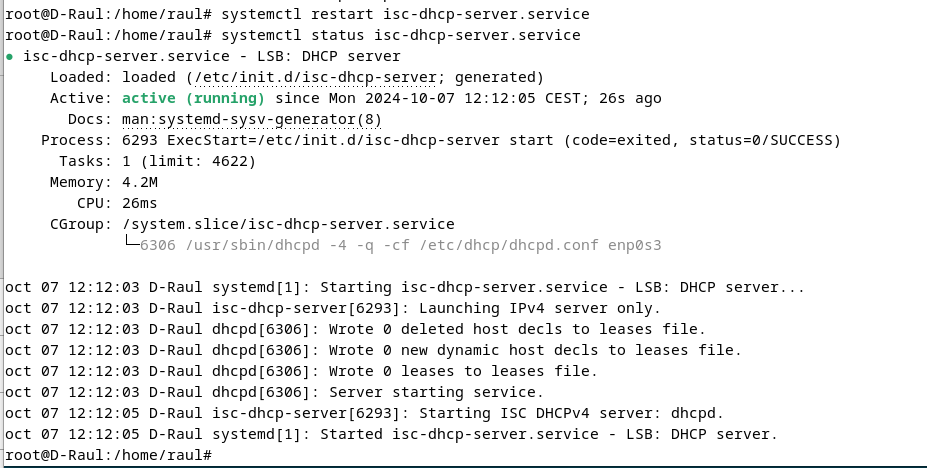 root@D-Raul:/home/raul# systemctl restart isc-dhcp-server.service
root@D-Raul:/home/raul# systemctl status isc-dhcp-server.service
● isc-dhcp-server.service - LSB: DHCP server
     Loaded: loaded (/etc/init.d/isc-dhcp-server; generated)
     Active: active (running) since Mon 2024-10-07 12:12:05 CEST; 26s ago
       Docs: man:systemd-sysv-generator(8)
    Process: 6293 ExecStart=/etc/init.d/isc-dhcp-server start (code=exited, status=0/SUCCESS)
      Tasks: 1 (limit: 4622)
     Memory: 4.2M
        CPU: 26ms
     CGroup: /system.slice/isc-dhcp-server.service
             └─6306 /usr/sbin/dhcpd -4 -q -cf /etc/dhcp/dhcpd.conf enp0s3
oct 07 12:12:03 D-Raul systemd[1]: Starting isc-dhcp-server.service - LSB: DHCP server...
oct 07 12:12:03 D-Raul isc-dhcp-server[6293]: Launching IPv4 server only.
oct 07 12:12:03 D-Raul dhcpd[6306]: Wrote 0 deleted host decls to leases file.
oct 07 12:12:03 D-Raul dhcpd[6306]: Wrote 0 new dynamic host decls to leases file.
oct 07 12:12:03 D-Raul dhcpd[6306]: Wrote 0 leases to leases file.
oct 07 12:12:03 D-Raul dhcpd[6306]: Server starting service.
oct 07 12:12:05 D-Raul isc-dhcp-server[6293]: Starting ISC DHCPv4 server: dhcpd.
oct 07 12:12:05 D-Raul systemd[1]: Started isc-dhcp-server.service - LSB: DHCP server.
root@D-Raul:/home/raul#